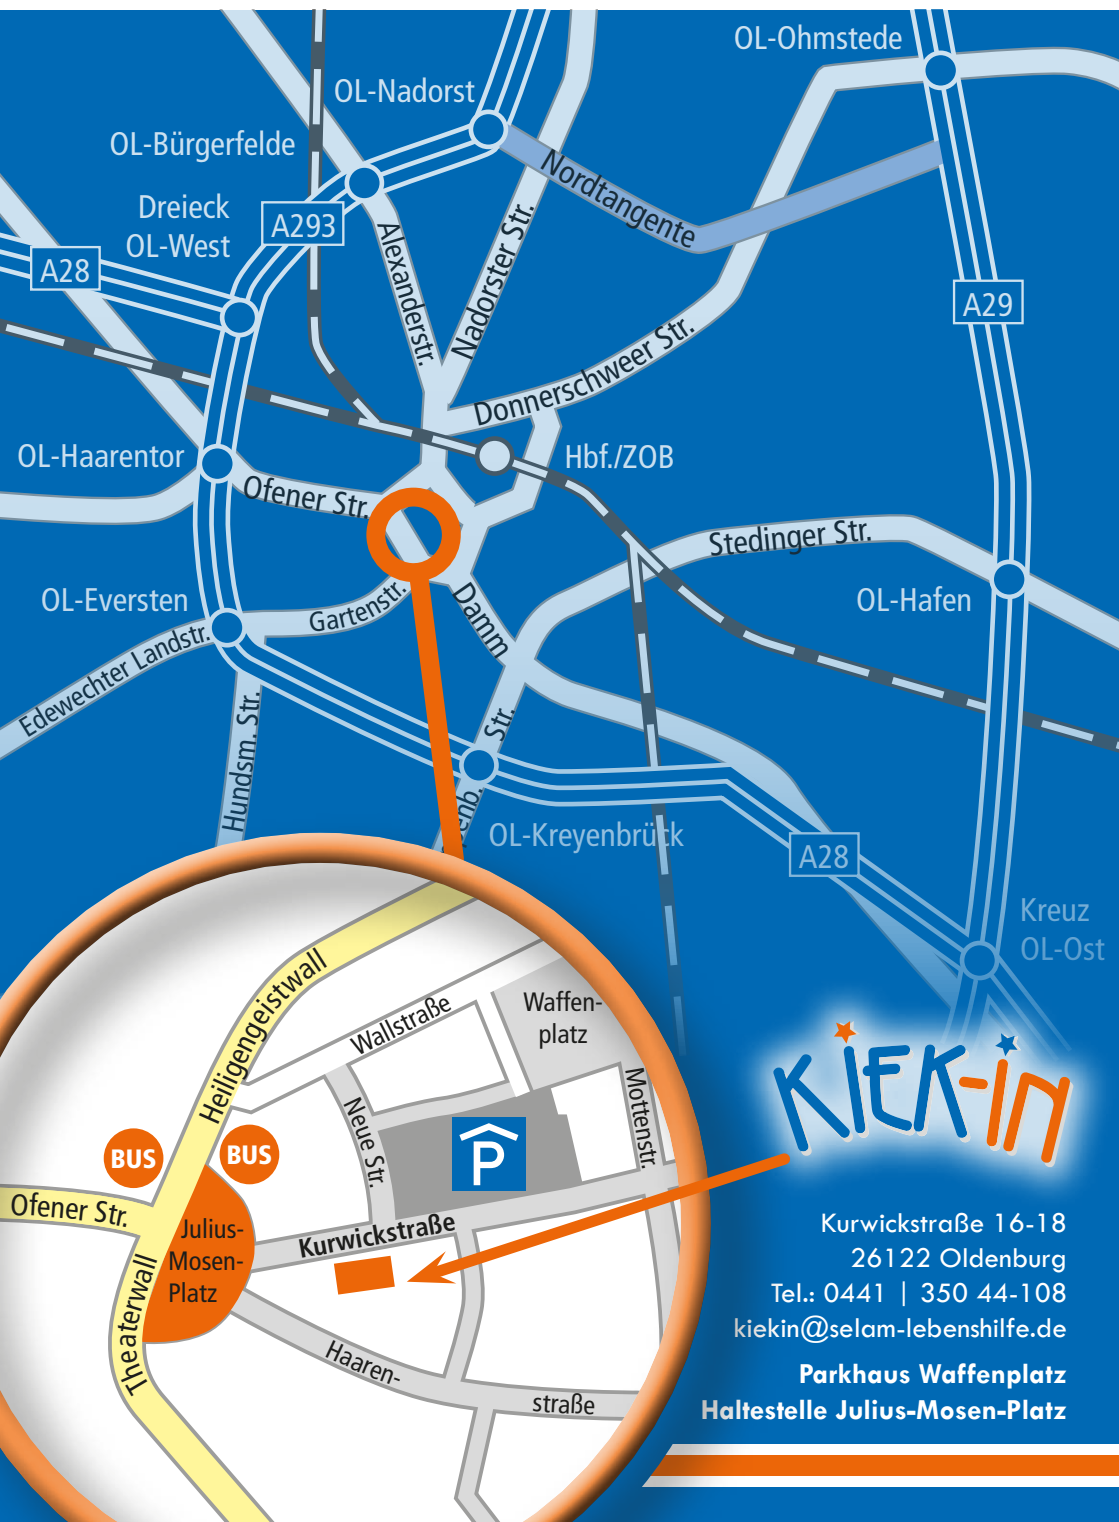 OL-Ohmstede
OL-Nadorst
OL-Bürgerfelde
Nordtangente
Dreieck
OL-West
A293
A28
Alexanderstr.
Nadorster Str.
A29
Donnerschweer Str.
OL-Haarentor
Hbf./ZOB
Ofener Str.
Stedinger Str.
OL-Eversten
Gartenstr.
Damm
OL-Hafen
Edewechter Landstr.
Hundsm. Str.
Str.
OL-Kreyenbrück
A28
Kreuz
OL-Ost
Heiligengeistwall
Wallstraße
Waffen-
platz
Neue Str.
Mottenstr.
P
BUS
BUS
Ofener Str.
Julius-
Mosen-
Platz
Kurwickstraße
Theaterwall
Haaren-
straße
KIEK-IN
Kurwickstraße 16-18
26122 Oldenburg
Tel.: 0441 | 350 44-108
kiekin@selam-lebenshilfe.de
Parkhaus Waffenplatz
Haltestelle Julius-Mosen-Platz